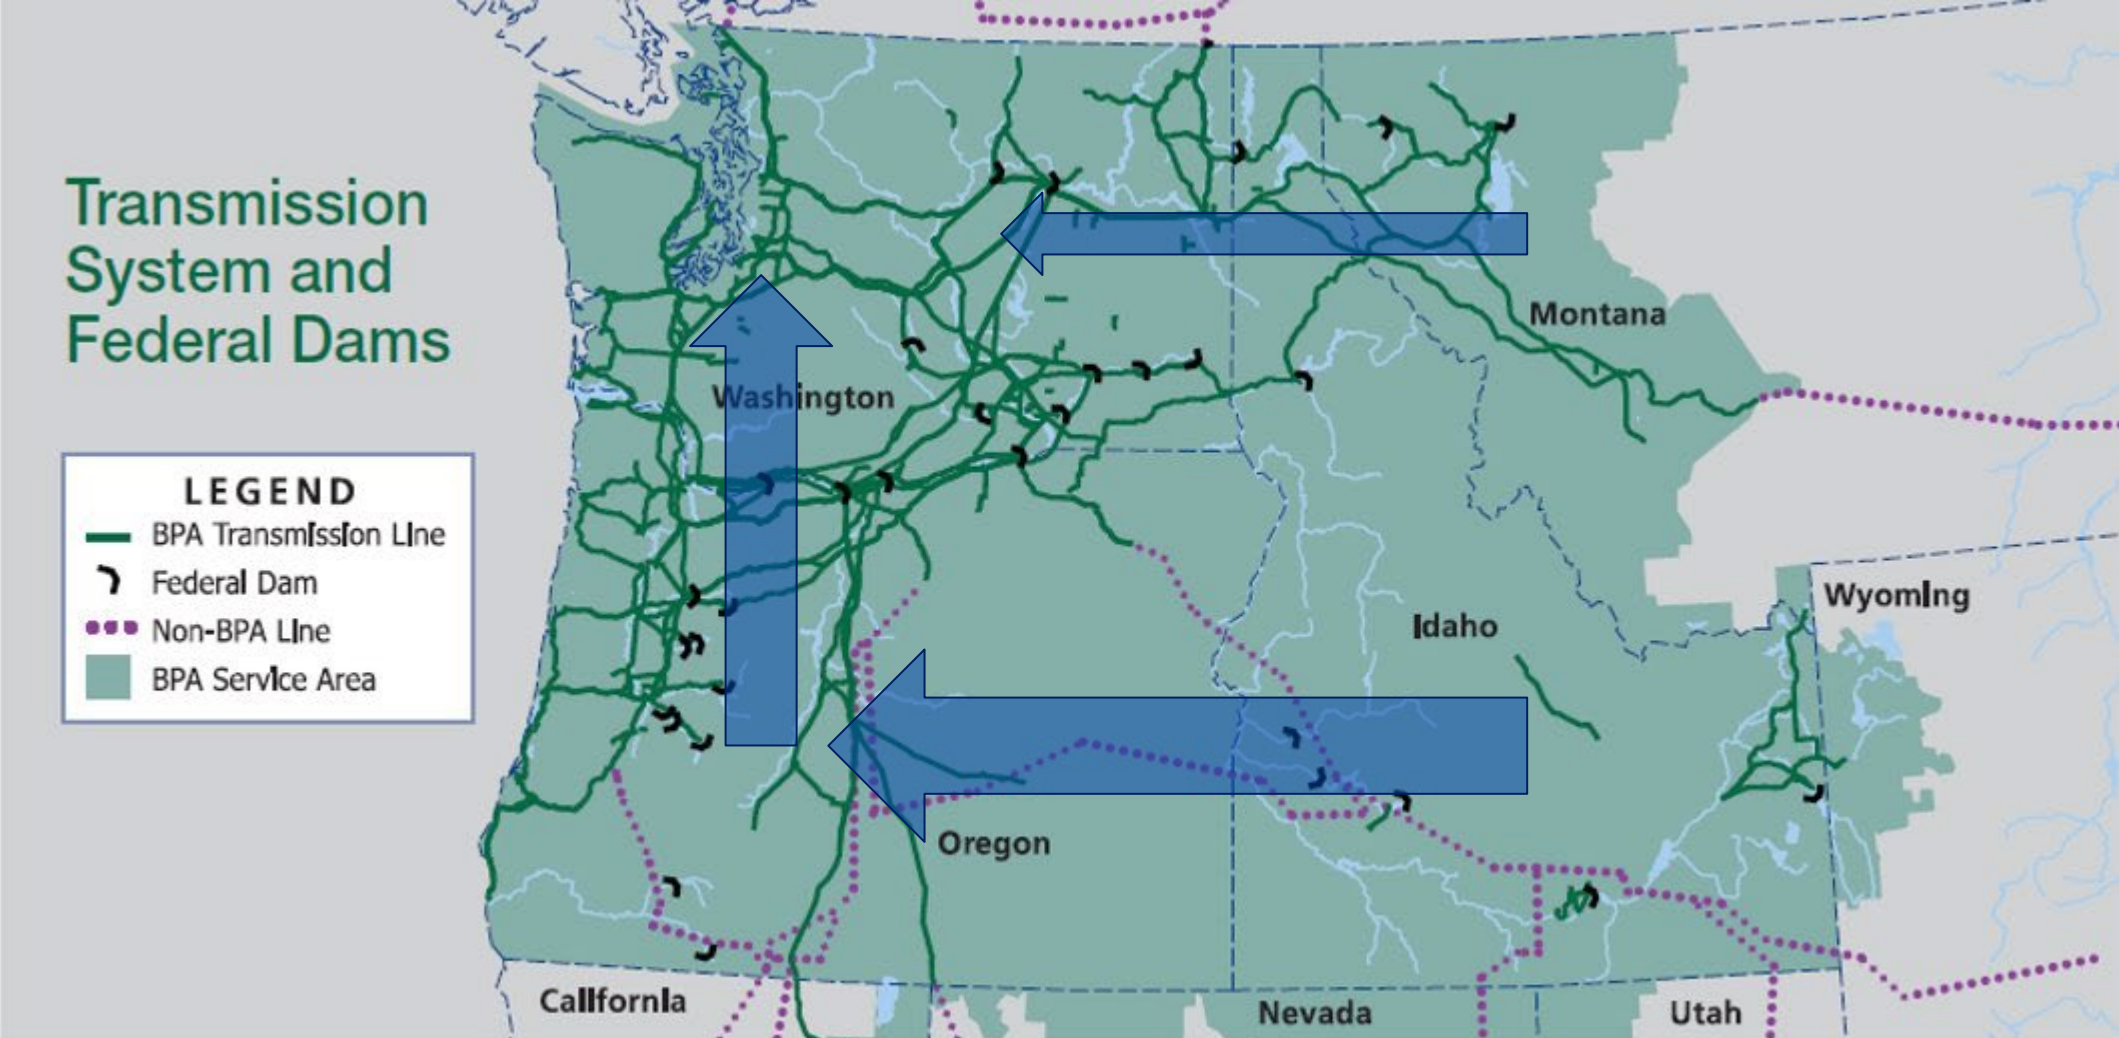 Transmission
System and
Federal Dams
LEGEND
BPA Transmission Line
Federal Dam
Non-BPA Line
BPA Service Area
Montana
Washington
Wyoming
Idaho
Oregon
California
Nevada
Utah